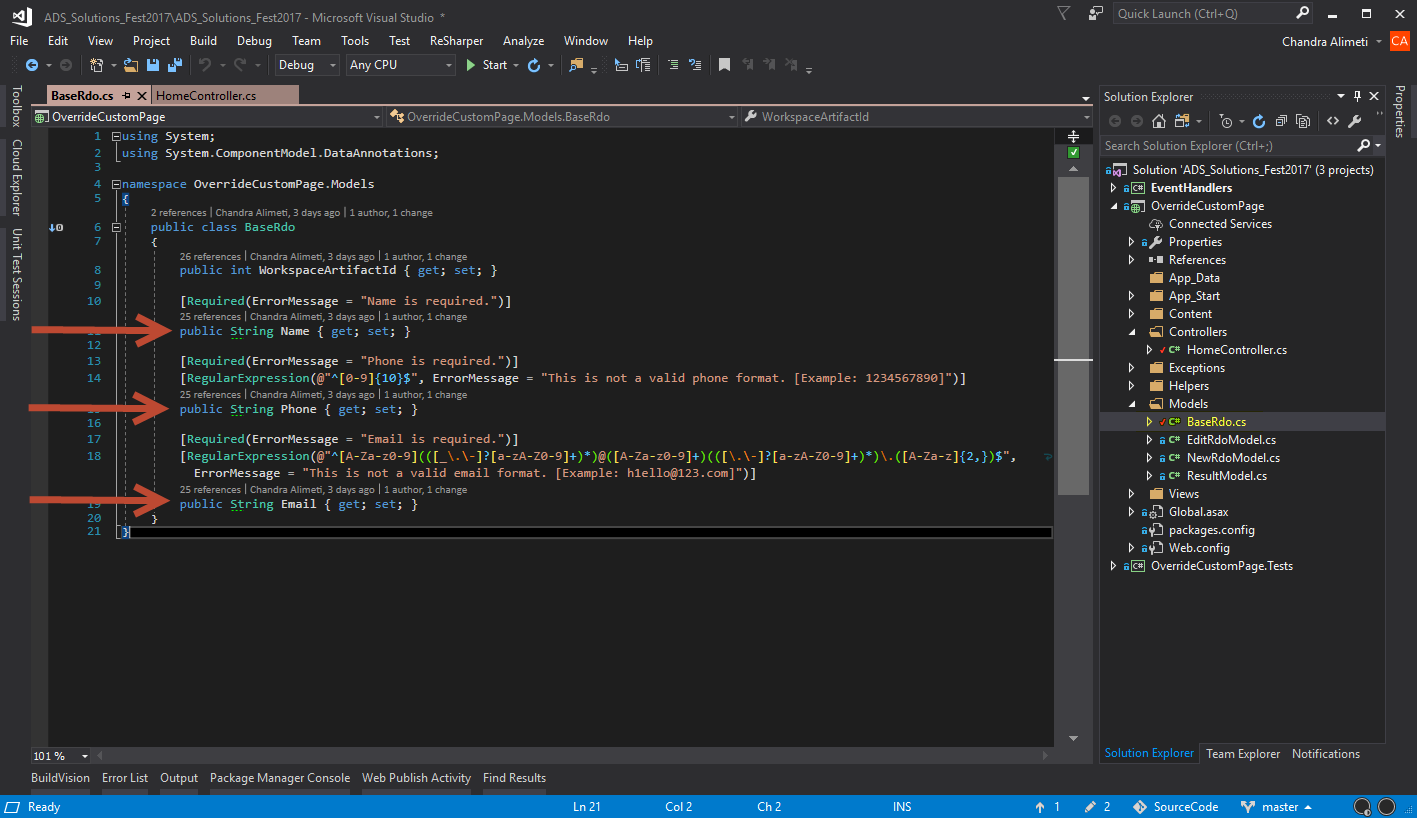 ADS_Solutions_Fest2017\ADS_Solutions_Fest2017 - Microsoft Visual Studio *
Quick Launch (Ctrl+Q)
File Edit View Project Build Debug Team Tools Test ReSharper Analyze Window Help
Chandra Alimeti CA
Debug Any CPU Start
Toolbox
Cloud Explorer
Unit Test Sessions
BaseRdo.cs HomeController.cs
OverrideCustomPage OverrideCustomPage.Models.BaseRdo WorkspaceArtifactId
1 using System;
2 using System.ComponentModel.DataAnnotations;
3
4 namespace OverrideCustomPage.Models
5 {
2 references | Chandra Alimeti, 3 days ago | 1 author, 1 change
6 public class BaseRdo
7 {
26 references | Chandra Alimeti, 3 days ago | 1 author, 1 change
8 public int WorkspaceArtifactId { get; set; }
9
10 [Required(ErrorMessage = "Name is required.")]
25 references | Chandra Alimeti, 3 days ago | 1 author, 1 change
public String Name { get; set; }
12
13 [Required(ErrorMessage = "Phone is required.")]
14 [RegularExpression(@"^[0-9]{10}$", ErrorMessage = "This is not a valid phone format. [Example: 1234567890]")]
25 references | Chandra Alimeti, 3 days ago | 1 author, 1 change
public String Phone { get; set; }
16
17 [Required(ErrorMessage = "Email is required.")]
18 [RegularExpression(@"^[A-Za-z0-9](([_\.\-]?[a-zA-Z0-9]+)*)@([A-Za-z0-9]+)(([\.\-]?[a-zA-Z0-9]+)*)\.([A-Za-z]{2,})$",
ErrorMessage = "This is not a valid email format. [Example: h1ello@123.com]")]
25 references | Chandra Alimeti, 3 days ago | 1 author, 1 change
19 public String Email { get; set; }
20 }
21 }
101 %
Solution Explorer
Search Solution Explorer (Ctrl+;)
Solution 'ADS_Solutions_Fest2017' (3 projects)
C# EventHandlers
OverrideCustomPage
Connected Services
Properties
References
App_Data
App_Start
Content
Controllers
C# HomeController.cs
Exceptions
Helpers
Models
C# BaseRdo.cs
C# EditRdoModel.cs
C# NewRdoModel.cs
C# ResultModel.cs
Views
Global.asax
packages.config
Web.config
C# OverrideCustomPage.Tests
Solution Explorer Team Explorer Notifications
Properties
BuildVision Error List Output Package Manager Console Web Publish Activity Find Results
Ready Ln 21 Col 2 Ch 2 INS 1 2 SourceCode master